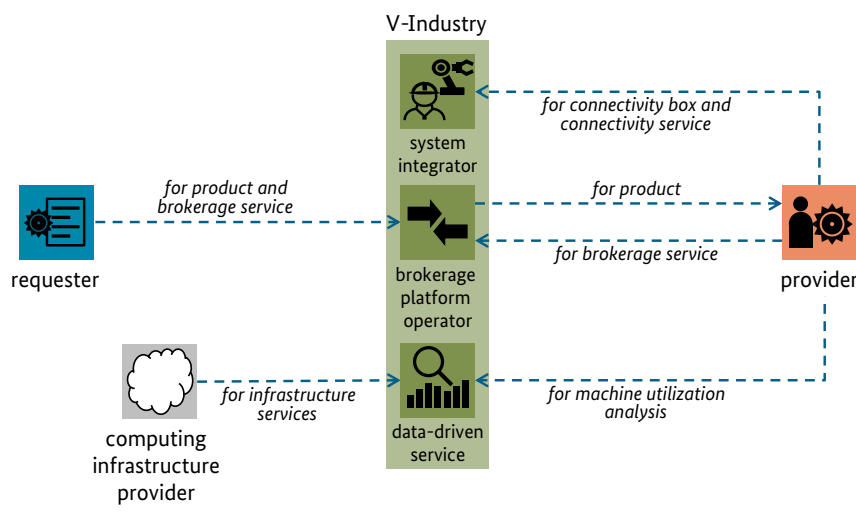 V-Industry
for connectivity box and
connectivity service
system
integrator
for product and
brokerage service
for product
requester
for brokerage service
brokerage
platform
operator
provider
for infrastructure
services
for machine utilization
analysis
data-driven
service
computing
infrastructure
provider